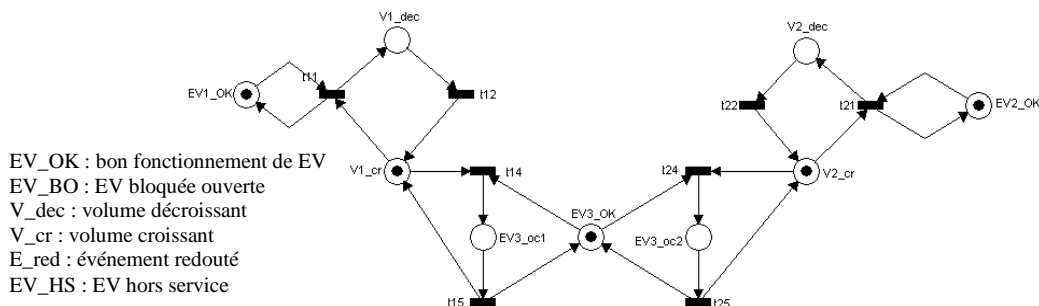 V1_dec
V2_dec
t11
EV1_OK
t12
t22
t21
EV2_OK
EV_OK : bon fonctionnement de EV
EV_BO : EV bloquée ouverte
V_dec : volume décroissant
V_cr : volume croissant
E_red : événement redouté
EV_HS : EV hors service
V1_cr
t14
t24
V2_cr
EV3_OK
EV3_oc1
EV3_oc2
t15
t25